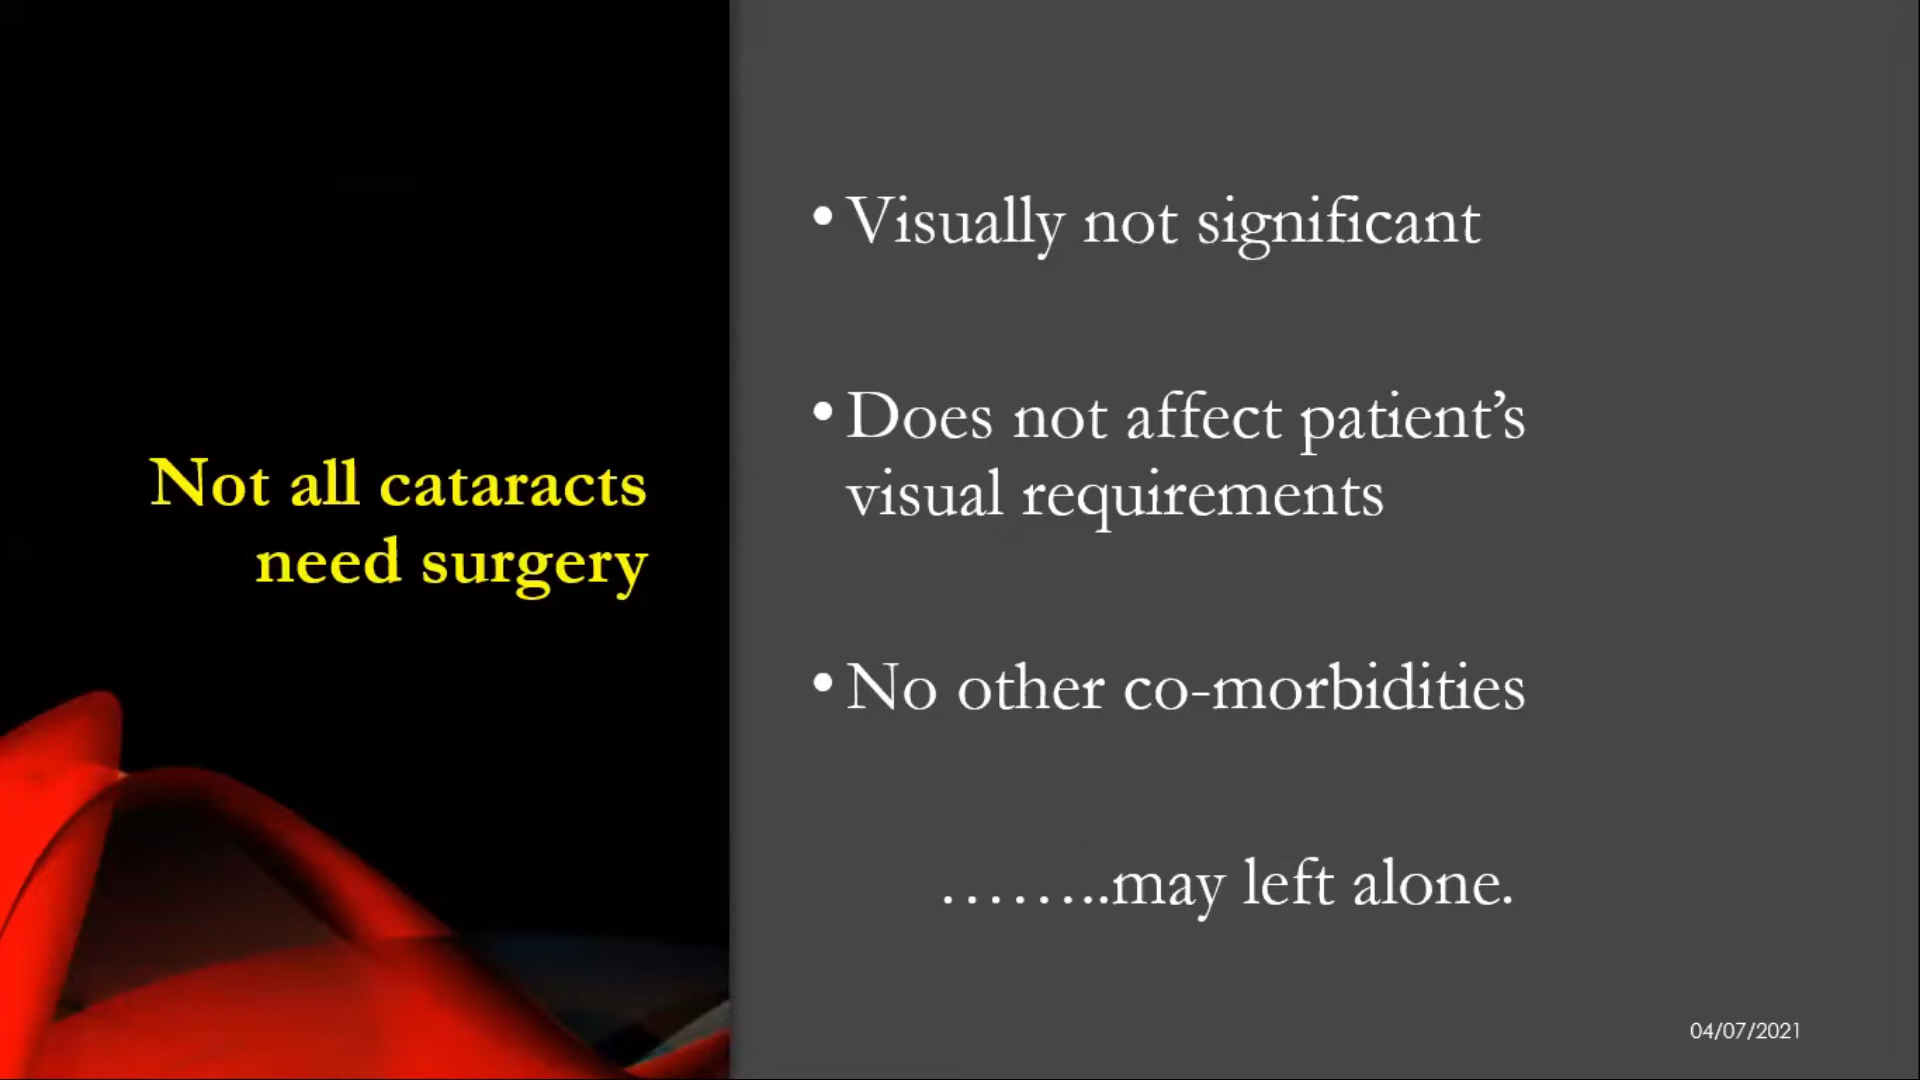 Not all cataracts
need surgery
• Visually not significant
• Does not affect patient’s
visual requirements
• No other co-morbidities
……..may left alone.
04/07/2021